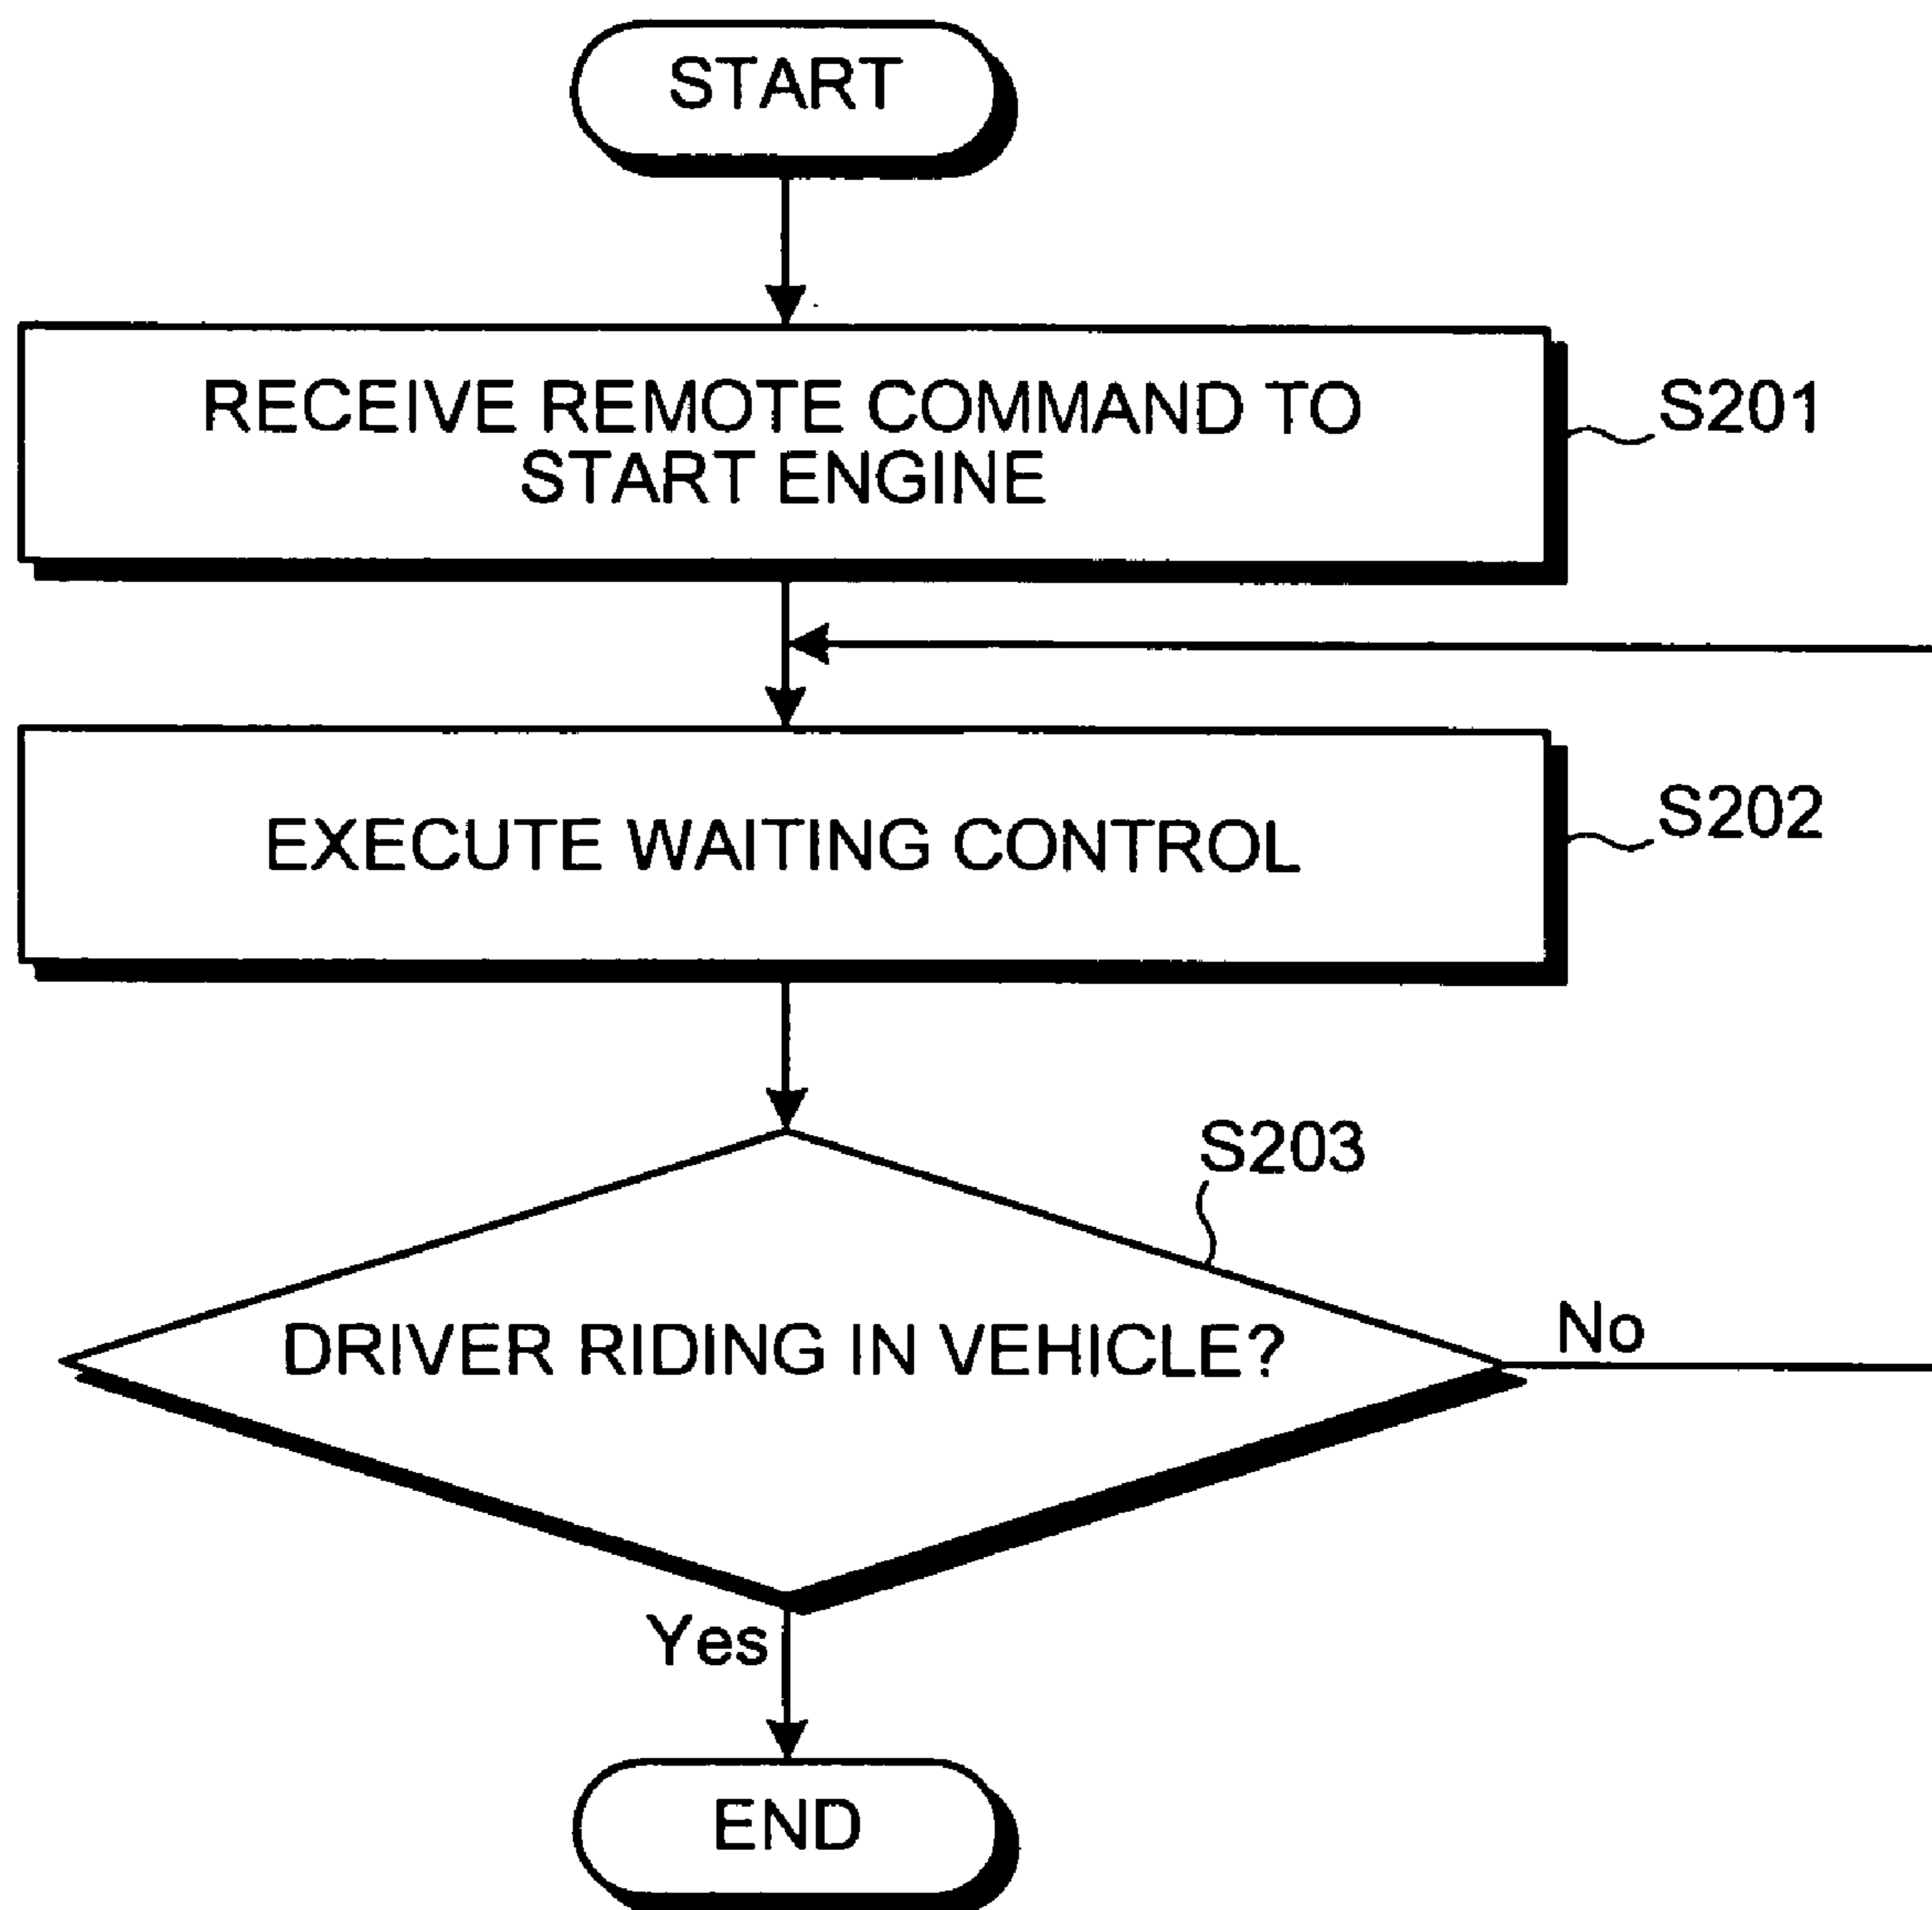 START
RECEIVE REMOTE COMMAND TO
START ENGINE
S201
EXECUTE WAITING CONTROL
S202
S203
DRIVER RIDING IN VEHICLE?
No
Yes
END